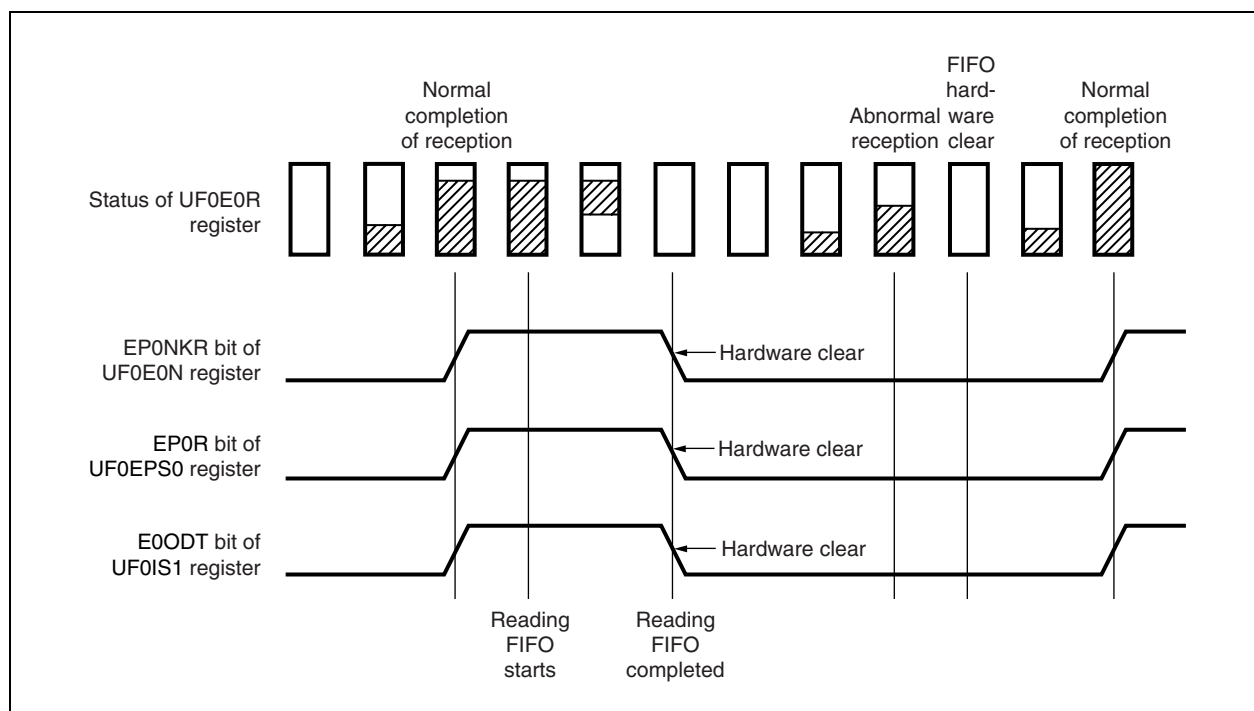 Normal
completion
of reception
Abnormal
reception
FIFO
hard-
ware
clear
Normal
completion
of reception
Status of UF0E0R
register
EP0NKR bit of
UF0E0N register
Hardware clear
EP0R bit of
UF0EPS0 register
Hardware clear
E0ODT bit of
UF0IS1 register
Hardware clear
Reading
FIFO
starts
Reading
FIFO
completed